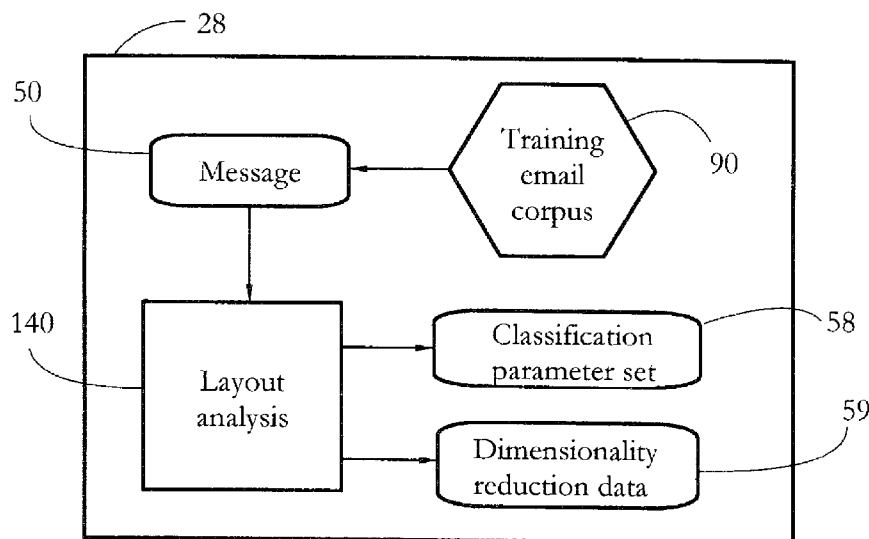 28
50
Message
Training
email
corpus
90
140
Layout
analysis
Classification
parameter set
58
Dimensionality
reduction data
59